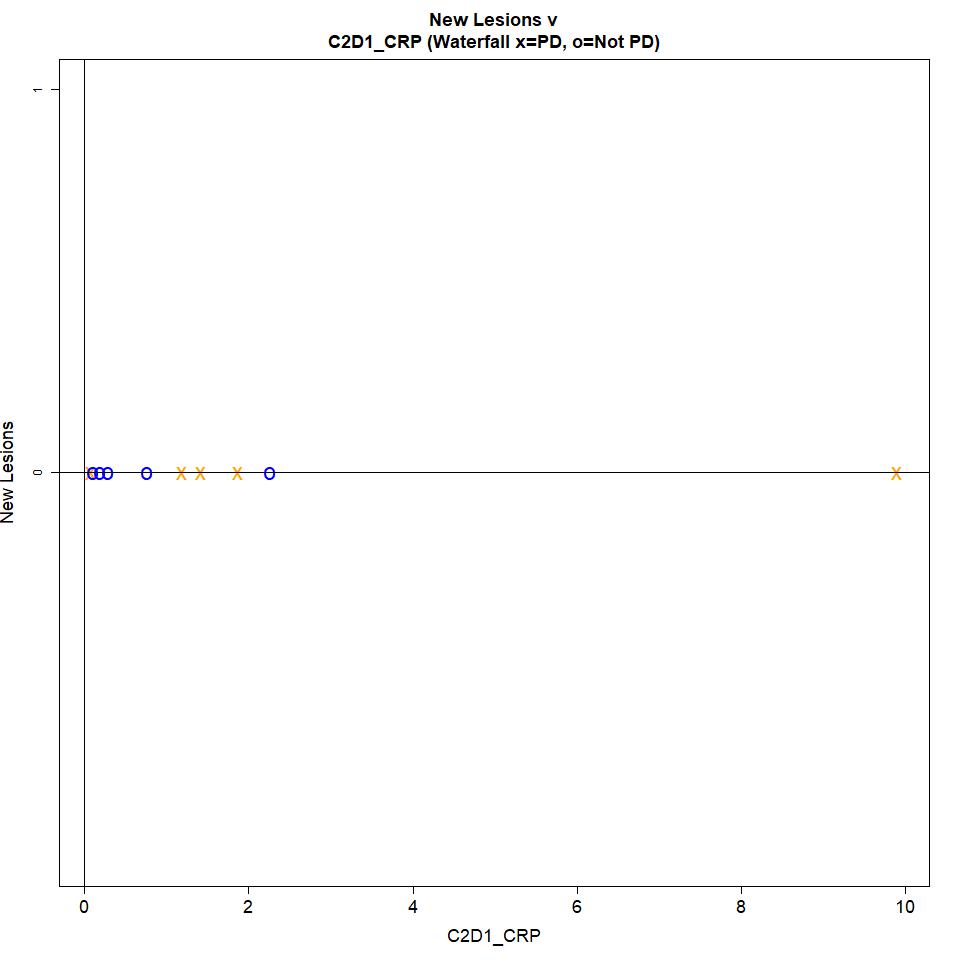 New Lesions v
C2D1_CRP (Waterfall x=PD, o=Not PD)
1
New Lesions
0
0 2 4 6 8 10
C2D1_CRP